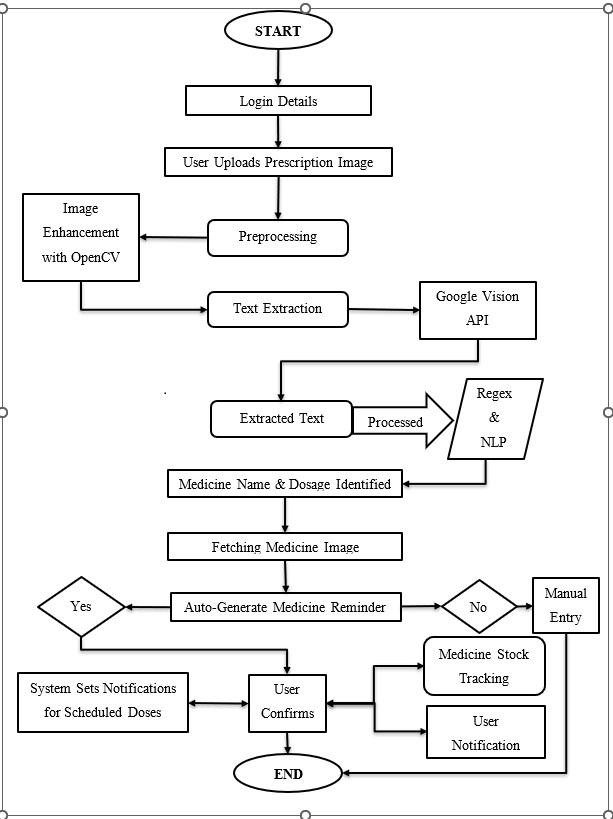 START
Login Details
User Uploads Prescription Image
Image
Enhancement
with OpenCV
Preprocessing
Text Extraction
Google Vision
API
Extracted Text
Processed
Regex
&
NLP
Medicine Name & Dosage Identified
Fetching Medicine Image
Yes
Auto-Generate Medicine Reminder
No
Manual
Entry
System Sets Notifications
for Scheduled Doses
User
Confirms
Medicine Stock
Tracking
User
Notification
END